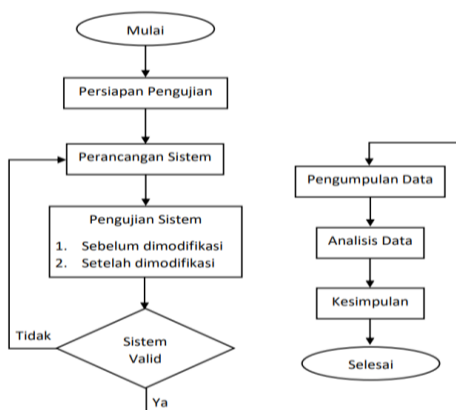 Mulai
Persiapan Pengujian
Perancangan Sistem
Pengujian Sistem
1. Sebelum dimodifikasi
2. Setelah dimodifikasi
Tidak
Sistem
Valid
Ya
Pengumpulan Data
Analisis Data
Kesimpulan
Selesai